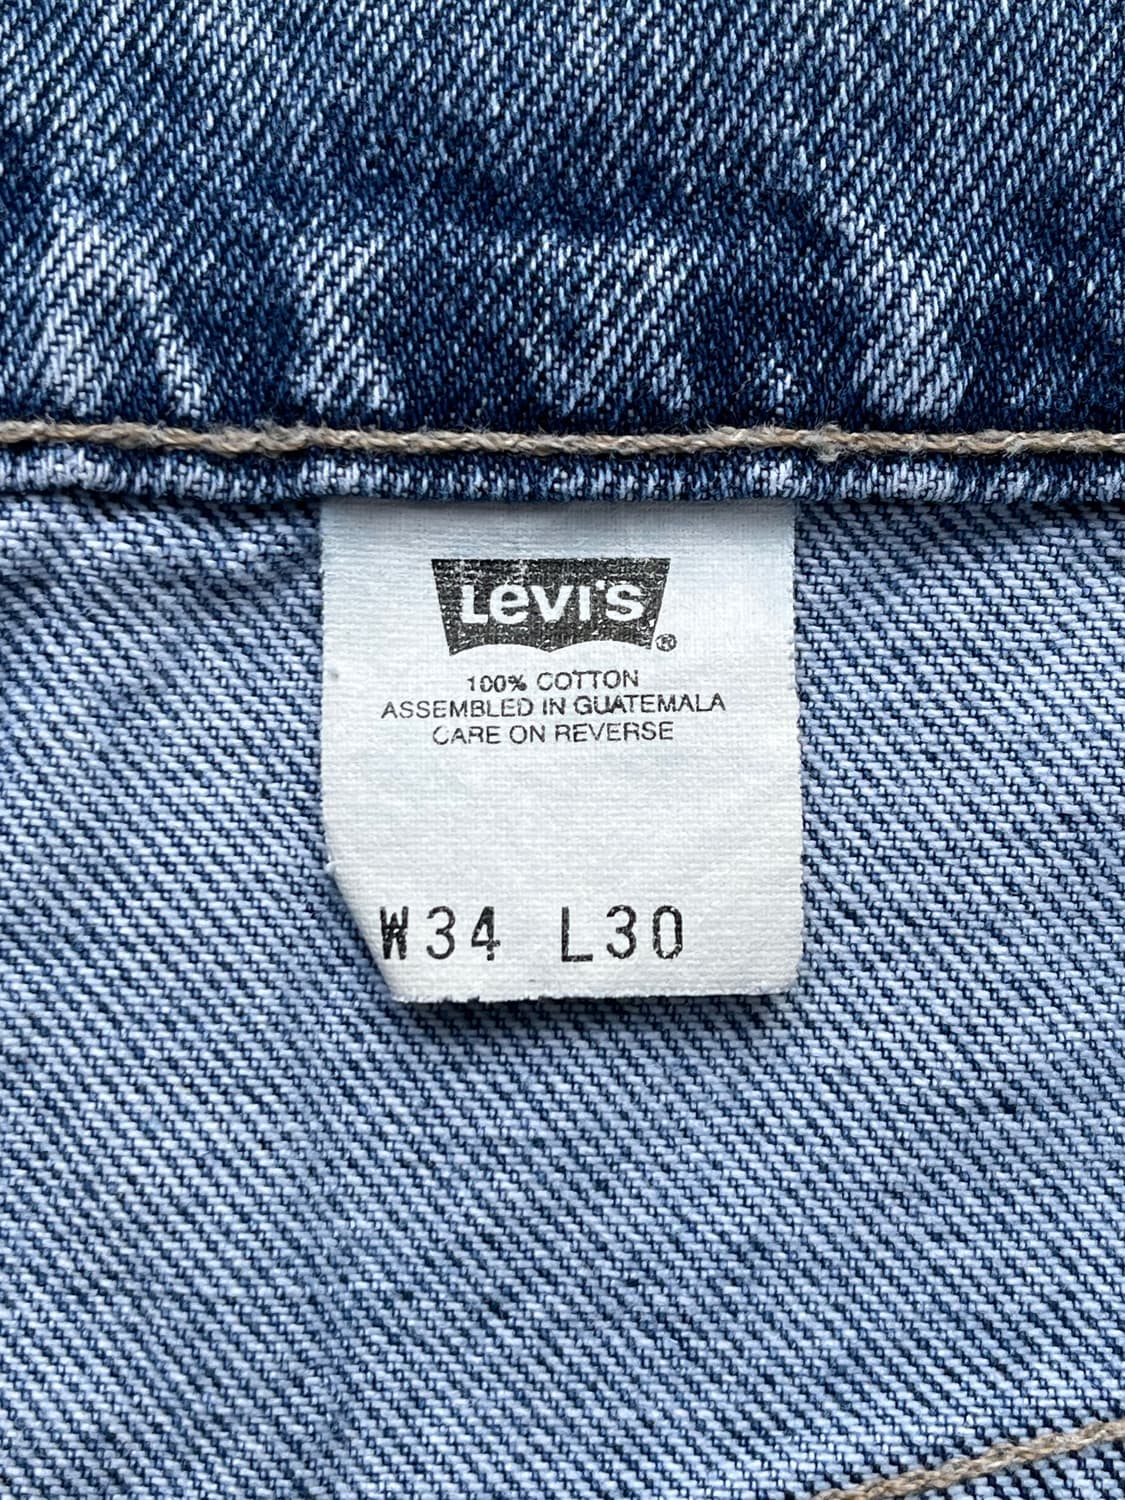 Levi's ®
100% COTTON
ASSEMBLED IN GUATEMALA
CARE ON REVERSE
W34 L30